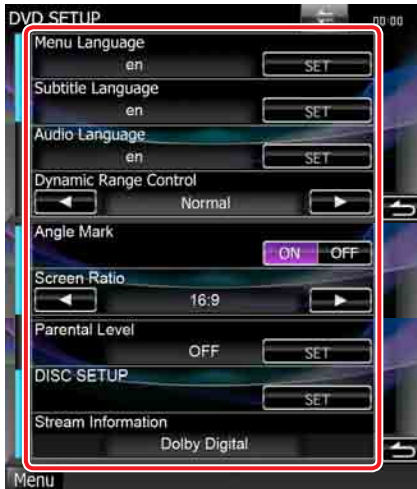 DVD SETUP 00:00
Menu Language
en SET
Subtitle Language
en SET
Audio Language
en SET
Dynamic Range Control
Normal
Angle Mark
ON OFF
Screen Ratio
16:9
Parental Level
OFF SET
DISC SETUP
SET
Stream Information
Dolby Digital
Menu